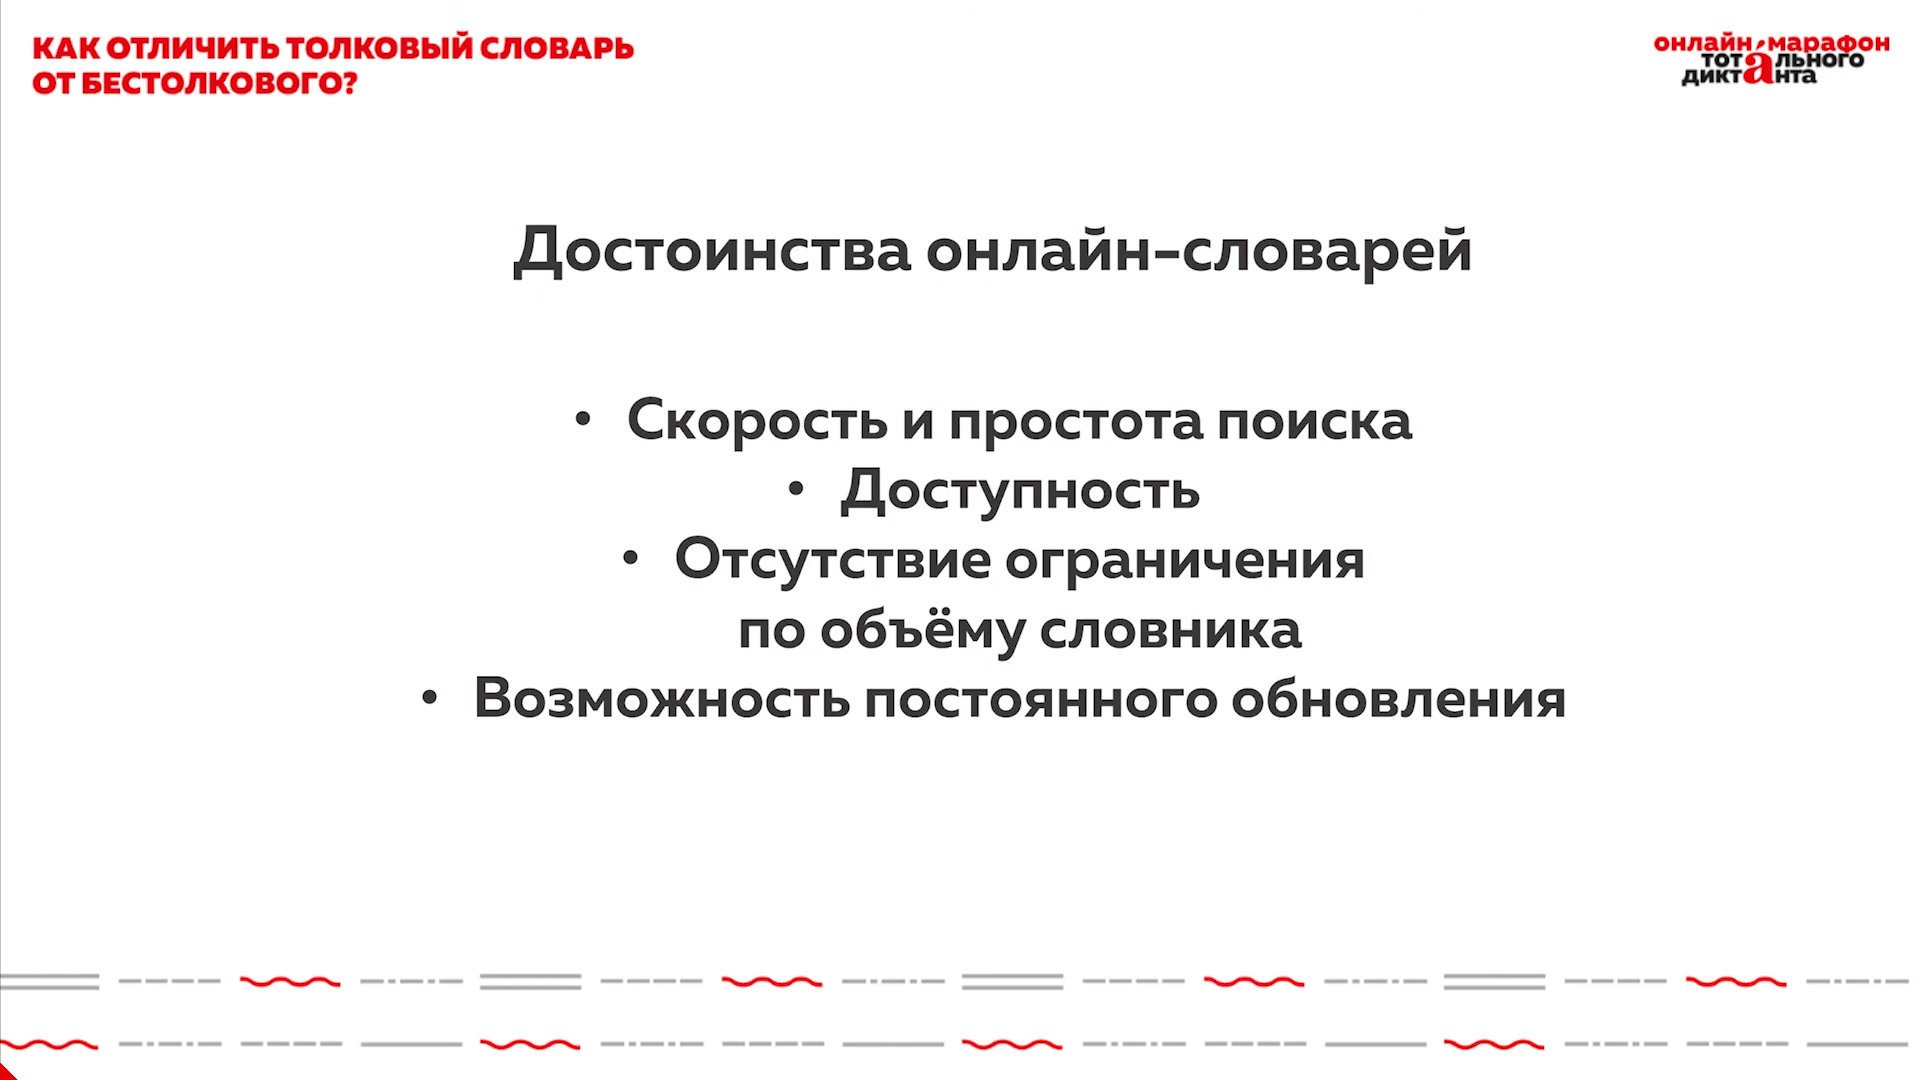 КАК ОТЛИЧИТЬ ТОЛКОВЫЙ СЛОВАРЬ
ОТ БЕСТОЛКОВОГО?
онлайн-марафон
тотального
диктанта
Достоинства онлайн-словарей
• Скорость и простота поиска
• Доступность
• Отсутствие ограничения
по объёму словника
• Возможность постоянного обновления